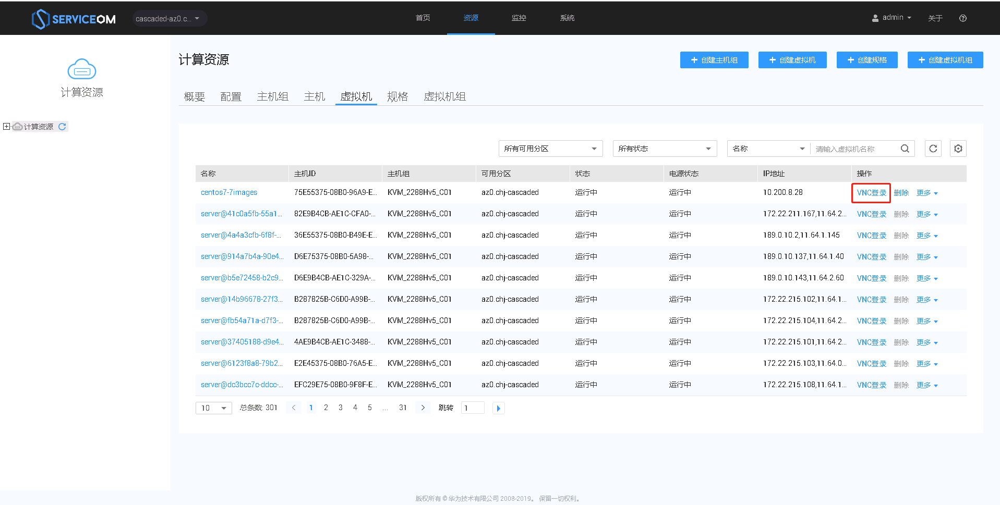 SERVICEOM cascaded-az0.c... 首页 资源 监控 系统 admin 关于
计算资源
计算资源
计算资源
创建主机组 创建虚拟机 创建规格 创建虚拟机组
概要 配置 主机组 主机 虚拟机 规格 虚拟机组
所有可用分区 所有状态 名称 请输入虚拟机名称
名称 主机ID 主机组 可用分区 状态 电源状态 IP地址 操作
centos7-7images 75E55375-08B0-96A9-E... KVM_2288Hv5_C01 az0.chj-cascaded 运行中 运行中 10.200.8.28 VNC登录 删除 更多
server@41c0a5fb-55a1... 82E9B4CB-AE1C-CFA0-... KVM_2288Hv5_C01 az0.chj-cascaded 运行中 运行中 172.22.211.167,11.64.2... VNC登录 删除 更多
server@4a4a3cfb-6f8f-... 36E55375-08B0-B49E-E... KVM_2288Hv5_C01 az0.chj-cascaded 运行中 运行中 189.0.10.2,11.64.1.145 VNC登录 删除 更多
server@914a7b4a-90e4... D6E75375-08B0-5A98-... KVM_2288Hv5_C01 az0.chj-cascaded 运行中 运行中 189.0.10.137,11.64.1.40 VNC登录 删除 更多
server@b5e72458-b2c9... D6E9B4CB-AE1C-329A-... KVM_2288Hv5_C01 az0.chj-cascaded 运行中 运行中 189.0.10.143,11.64.2.60 VNC登录 删除 更多
server@14b96678-27f3... B287825B-C6D0-A99B-... KVM_2288Hv5_C01 az0.chj-cascaded 运行中 运行中 172.22.215.102,11.64.1... VNC登录 删除 更多
server@fb54a71a-d7f3-... B287825B-C6D0-A99B-... KVM_2288Hv5_C01 az0.chj-cascaded 运行中 运行中 172.22.215.104,11.64.2... VNC登录 删除 更多
server@37405188-d9e4... 4AE9B4CB-AE1C-3488-... KVM_2288Hv5_C01 az0.chj-cascaded 运行中 运行中 172.22.215.101,11.64.2... VNC登录 删除 更多
server@6123f8a8-79b2... E2E45375-08B0-76A5-E... KVM_2288Hv5_C01 az0.chj-cascaded 运行中 运行中 172.22.215.103,11.64.0... VNC登录 删除 更多
server@dc3bcc7c-ddcc-... EFC29E75-08B0-9F8F-E... KVM_2288Hv5_C01 az0.chj-cascaded 运行中 运行中 172.22.215.108,11.64.1... VNC登录 删除 更多
10 总条数: 301 < 1 2 3 4 5 ... 31 > 跳转 1
版权所有 © 华为技术有限公司 2008-2019。 保留一切权利。